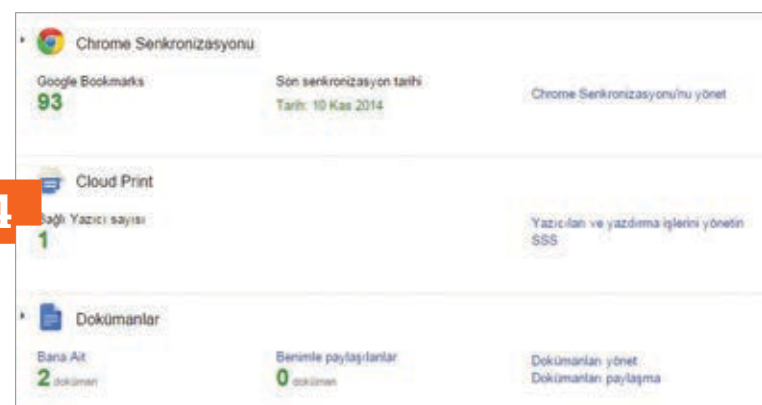 Chrome Senkronizasyonu
Google Bookmarks
93
Son senkronizasyon tarihi
Tarih: 10 Kas 2014
Chrome Senkronizasyonu'nu yönet
4
Cloud Print
Bağlı Yazıcı sayısı
1
Yazıcıları ve yazdırma işlerini yönetin
SSS
Dokümanlar
Bana Ait
2 doküman
Benimle paylaşılanlar
0 doküman
Dokümanları yönet
Dokümanları paylaşma